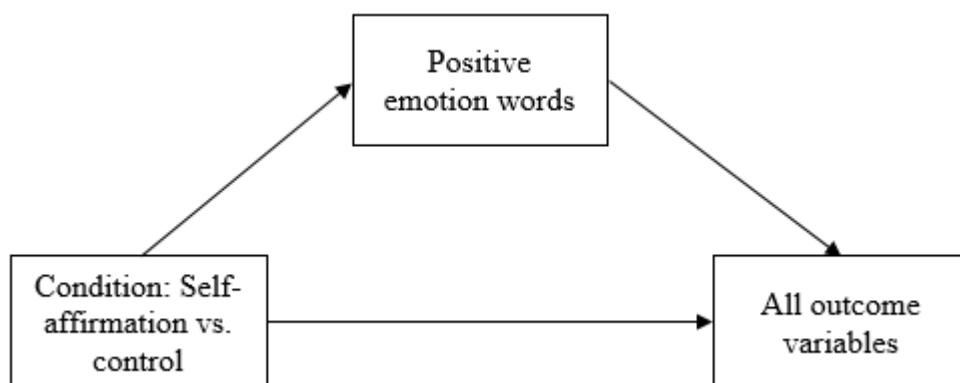 Positive
emotion words
Condition: Self-
affirmation vs.
control
All outcome
variables